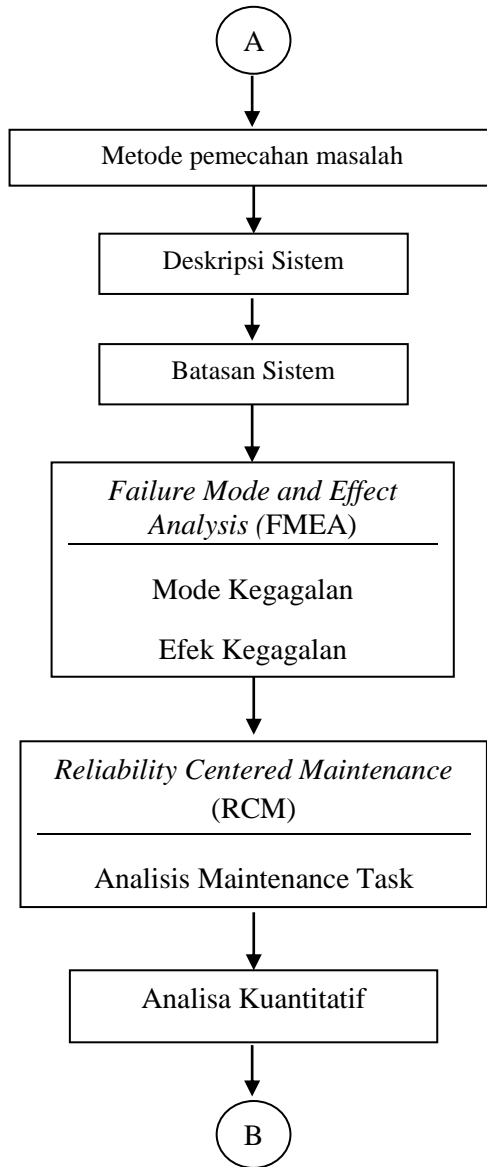 A
Metode pemecahan masalah
Deskripsi Sistem
Batasan Sistem
Failure Mode and Effect
Analysis (FMEA)
Mode Kegagalan
Efek Kegagalan
Reliability Centered Maintenance
(RCM)
Analisis Maintenance Task
Analisa Kuantitatif
B